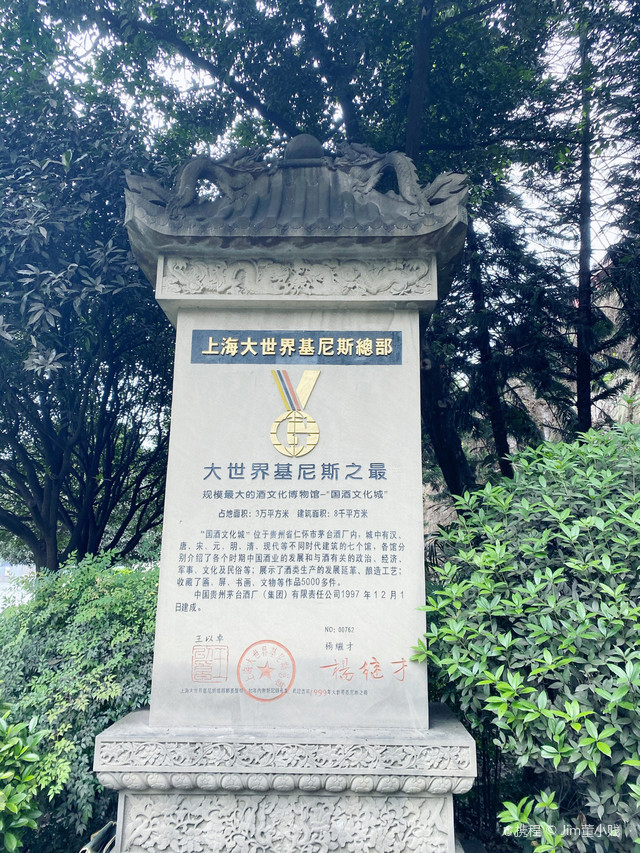 上海大世界基尼斯總部
大世界基尼斯之最
规模最大的酒文化博物馆-"国酒文化城"
占地面积：3万平方米 建筑面积：8千平方米
"国酒文化城"位于贵州省仁怀市茅台酒厂内，城中有汉、
唐、宋、元、明、清、现代等不同时代建筑的七个馆，各馆分
别介绍了各个时期中国酒业的发展和与酒有关的政治、经济、
军事、文化及民俗等；展示了酒类生产的发展延革、酿造工艺；
收藏了画、屏、书画、文物等作品5000多件。
中国贵州茅台酒厂（集团）有限责任公司1997年12月1
日建成。
NO:00762
王以卓
杨继才
杨继才
携程 © Jim董小贱